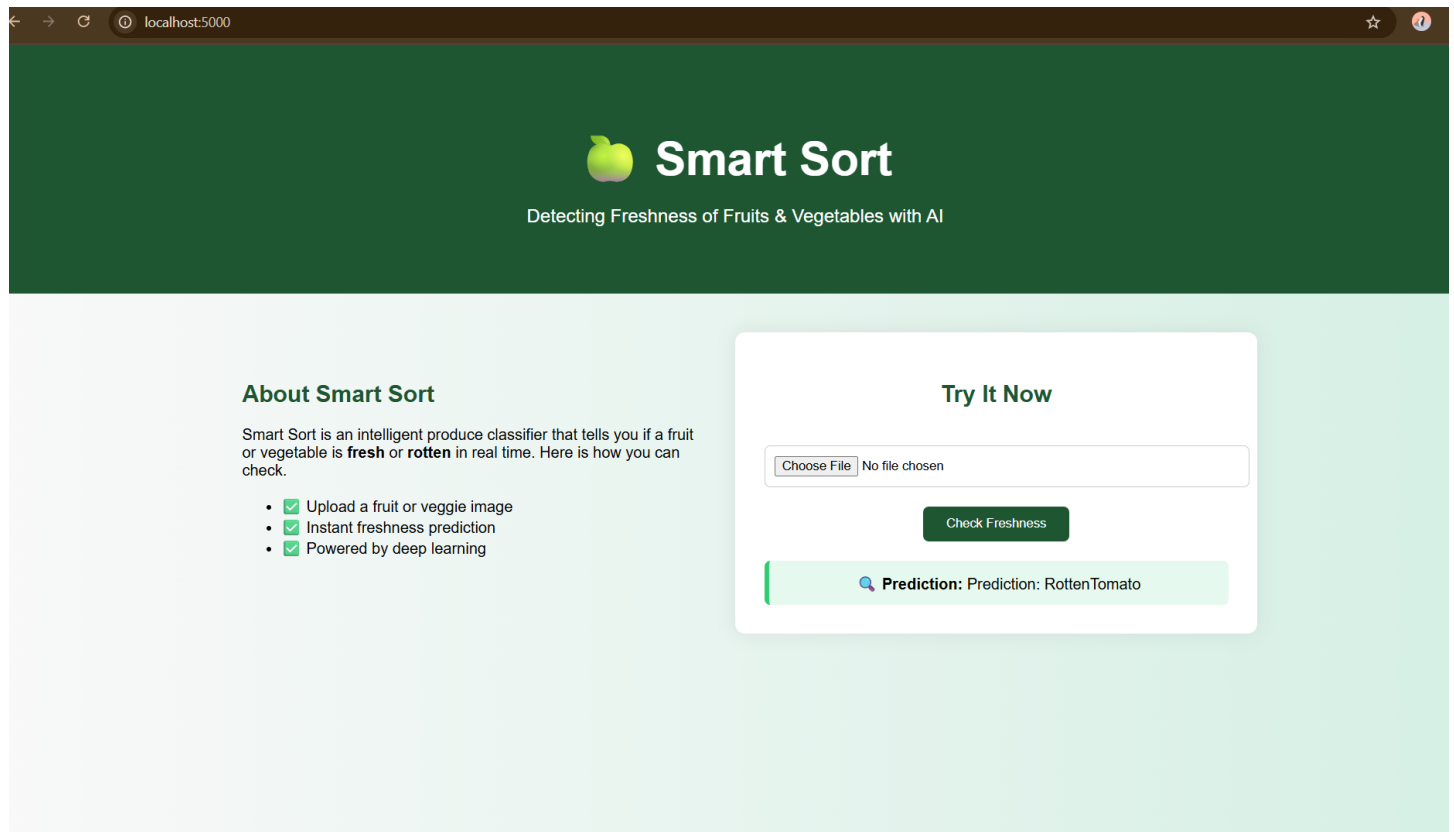 localhost:5000
Smart Sort
Detecting Freshness of Fruits & Vegetables with AI
About Smart Sort
Smart Sort is an intelligent produce classifier that tells you if a fruit
or vegetable is fresh or rotten in real time. Here is how you can
check.
• ✅ Upload a fruit or veggie image
• ✅ Instant freshness prediction
• ✅ Powered by deep learning
Try It Now
Choose File No file chosen
Check Freshness
🔍 Prediction: Prediction: RottenTomato